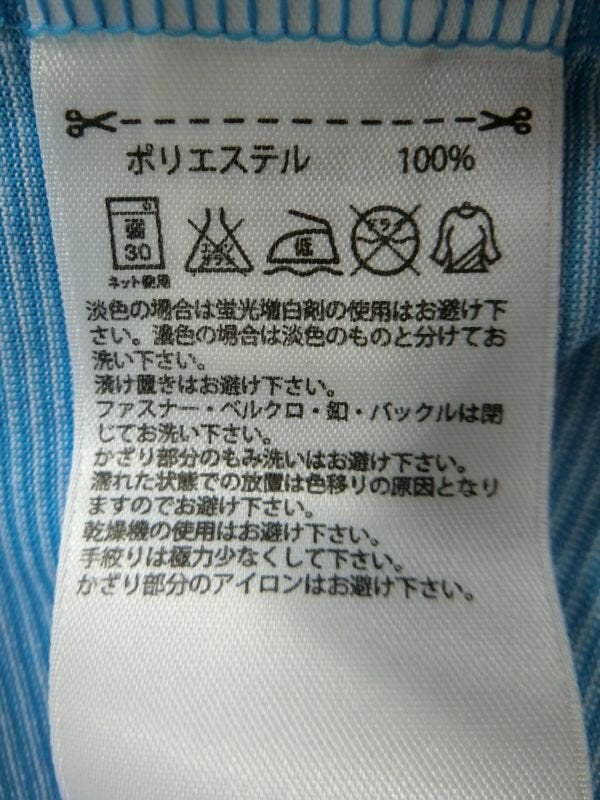 ポリエステル 100%
弱
30
ネット使用
エンソ
サラシ
低
ドライ
淡色の場合は蛍光増白剤の使用はお避け下
さい。濃色の場合は淡色のものと分けてお
洗い下さい。
漬け置きはお避け下さい。
ファスナー・ベルクロ・釦・バックルは閉
じてお洗い下さい。
かざり部分のもみ洗いはお避け下さい。
濡れた状態での放置は色移りの原因となり
ますのでお避け下さい。
乾燥機の使用はお避け下さい。
手絞りは極力少なくして下さい。
かざり部分のアイロンはお避け下さい。